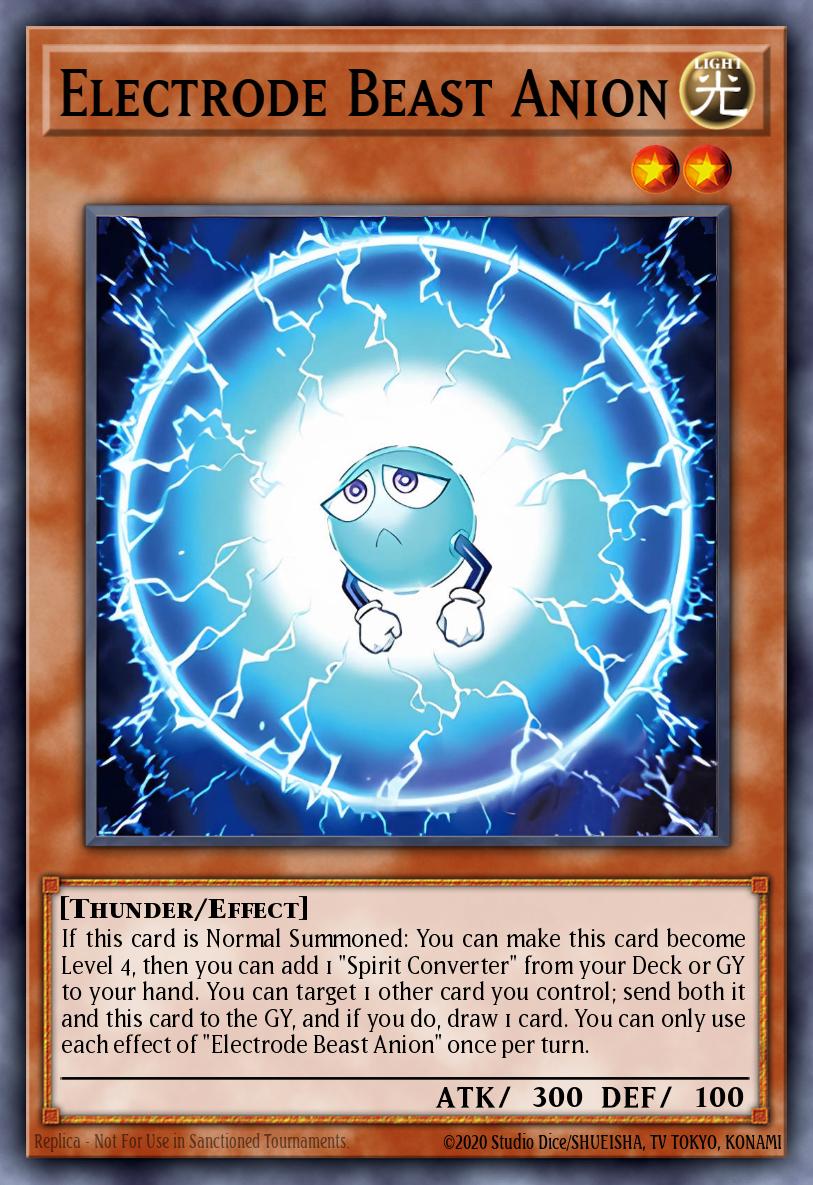 Electrode Beast Anion
LIGHT
光
[Thunder/Effect]
If this card is Normal Summoned: You can make this card become
Level 4, then you can add 1 "Spirit Converter" from your Deck or GY
to your hand. You can target 1 other card you control; send both it
and this card to the GY, and if you do, draw 1 card. You can only use
each effect of "Electrode Beast Anion" once per turn.
ATK/ 300 DEF/ 100
Replica - Not For Use in Sanctioned Tournaments.
©2020 Studio Dice/SHUEISHA, TV TOKYO, KONAMI